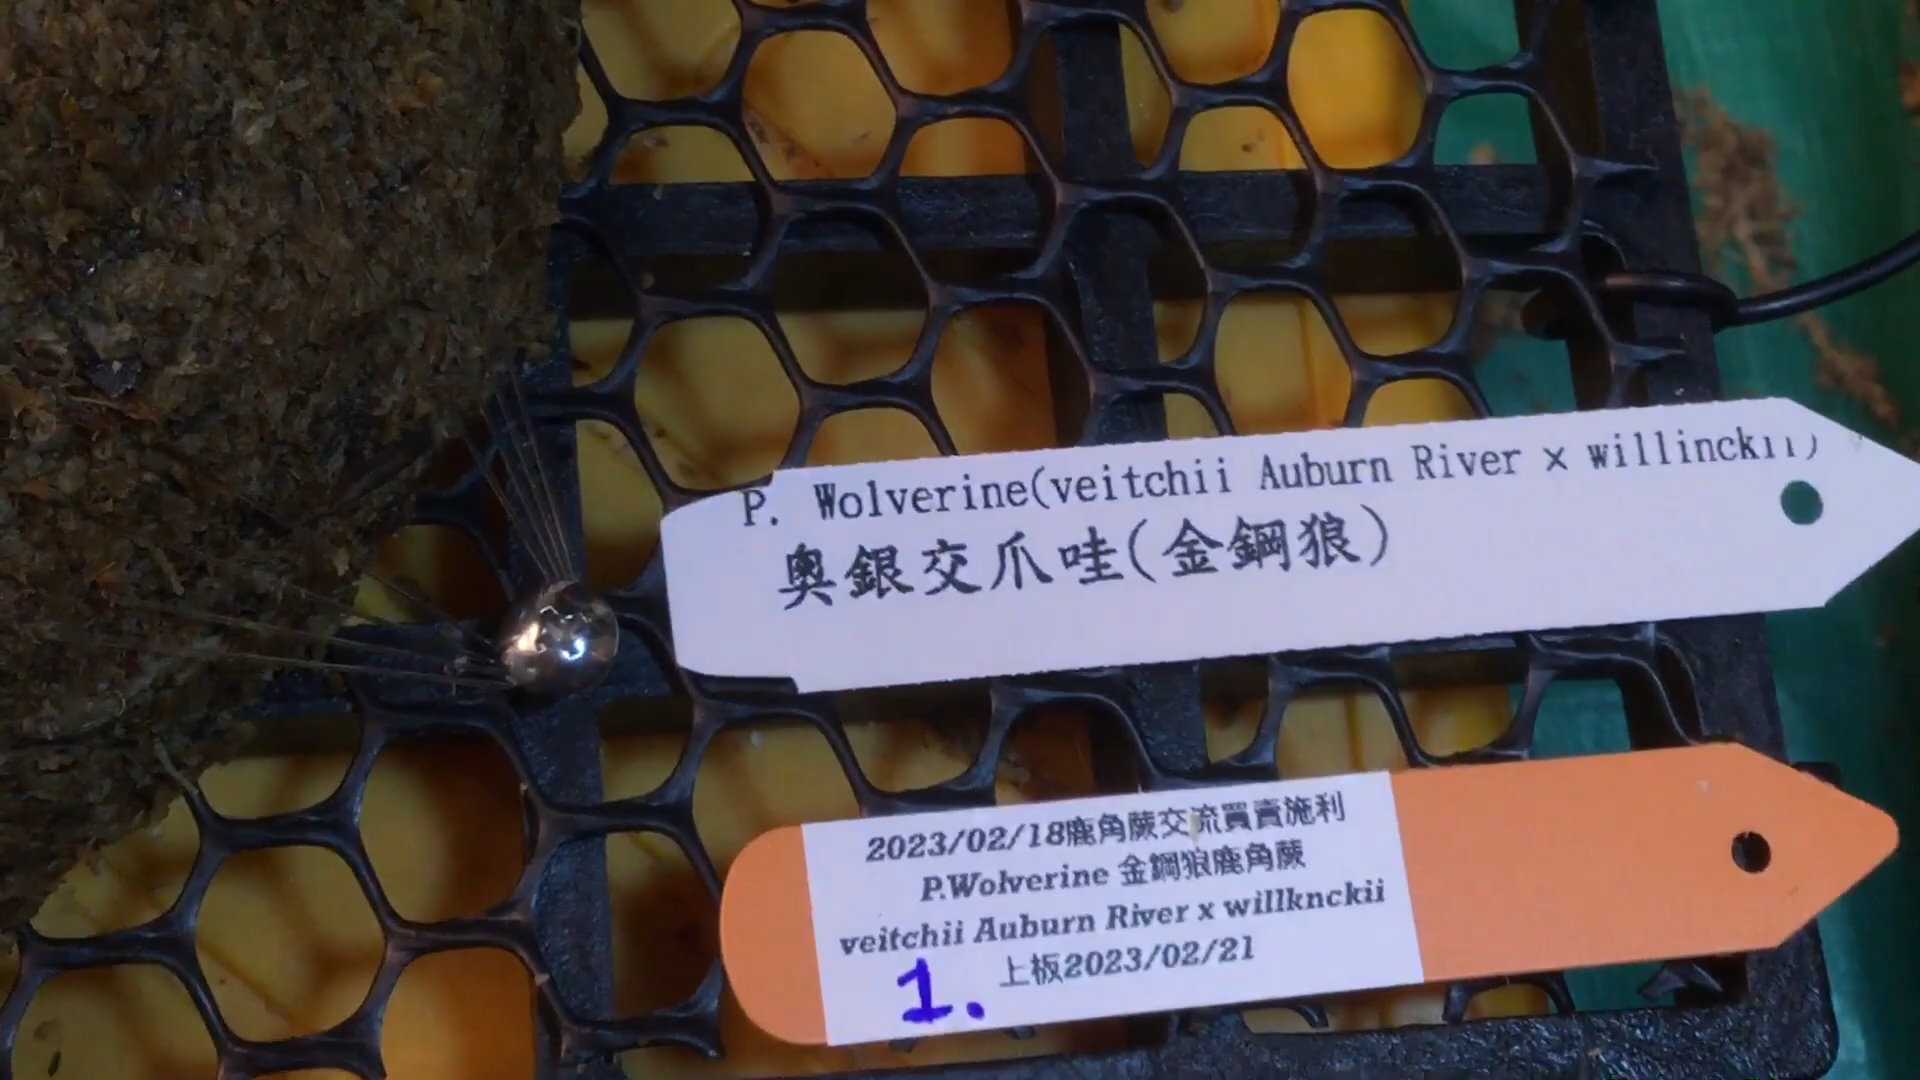 P. Wolverine(veitchii Auburn River × willinckii)
奧銀交爪哇(金鋼狼)
2023/02/18鹿角蕨交流買賣施利
P.Wolverine 金鋼狼鹿角蕨
veitchii Auburn River x willknckii
上板2023/02/21
1.